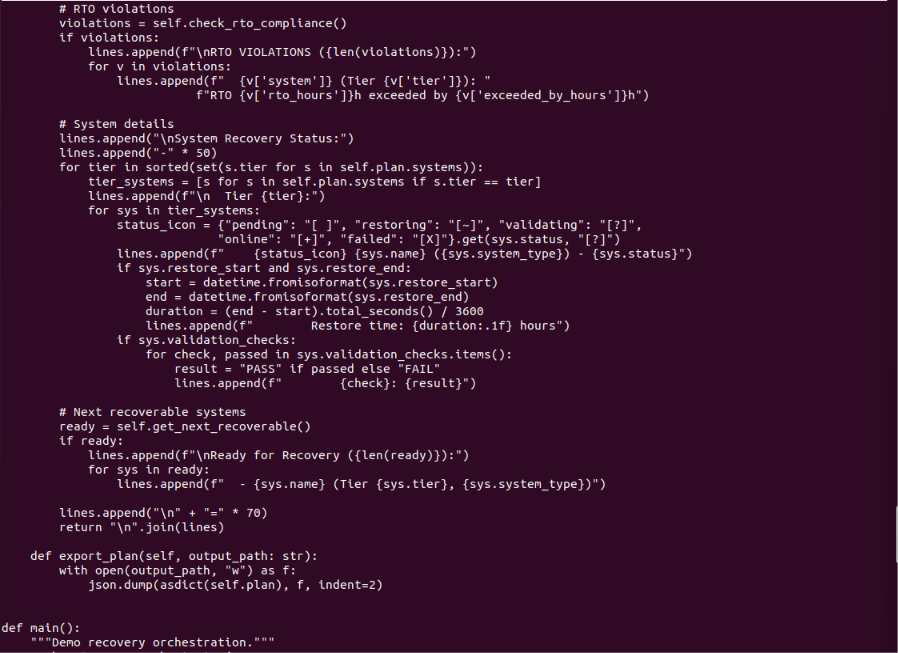 # RTO violations
        violations = self.check_rto_compliance()
        if violations:
            lines.append(f"\nRTO VIOLATIONS ({len(violations)}):")
            for v in violations:
                lines.append(f"  {v['system']} (Tier {v['tier']}): "
                           f"RTO {v['rto_hours']}h exceeded by {v['exceeded_by_hours']}h")

        # System details
        lines.append("\nSystem Recovery Status:")
        lines.append("-" * 50)
        for tier in sorted(set(s.tier for s in self.plan.systems)):
            tier_systems = [s for s in self.plan.systems if s.tier == tier]
            lines.append(f"\n  Tier {tier}:")
            for sys in tier_systems:
                status_icon = {"pending": "[ ]", "restoring": "[~]", "validating": "[?]",
                              "online": "[+]", "failed": "[X]"}.get(sys.status, "[?]")
                lines.append(f"    {status_icon} {sys.name} ({sys.system_type}) - {sys.status}")
                if sys.restore_start and sys.restore_end:
                    start = datetime.fromisoformat(sys.restore_start)
                    end = datetime.fromisoformat(sys.restore_end)
                    duration = (end - start).total_seconds() / 3600
                    lines.append(f"        Restore time: {duration:.1f} hours")
                if sys.validation_checks:
                    for check, passed in sys.validation_checks.items():
                        result = "PASS" if passed else "FAIL"
                        lines.append(f"        {check}: {result}")

        # Next recoverable systems
        ready = self.get_next_recoverable()
        if ready:
            lines.append(f"\nReady for Recovery ({len(ready)}):")
            for sys in ready:
                lines.append(f"  - {sys.name} (Tier {sys.tier}, {sys.system_type})")

        lines.append("\n" + "=" * 70)
        return "\n".join(lines)

    def export_plan(self, output_path: str):
        with open(output_path, "w") as f:
            json.dump(asdict(self.plan), f, indent=2)


def main():
    """Demo recovery orchestration."""